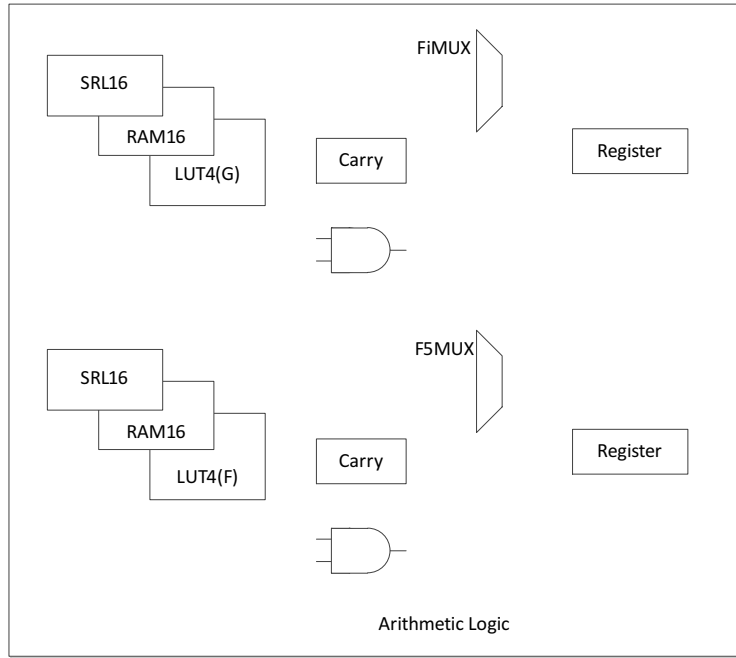 FiMUX
SRL16
RAM16
LUT4(G)
Carry
Register
F5MUX
SRL16
RAM16
LUT4(F)
Carry
Register
Arithmetic Logic